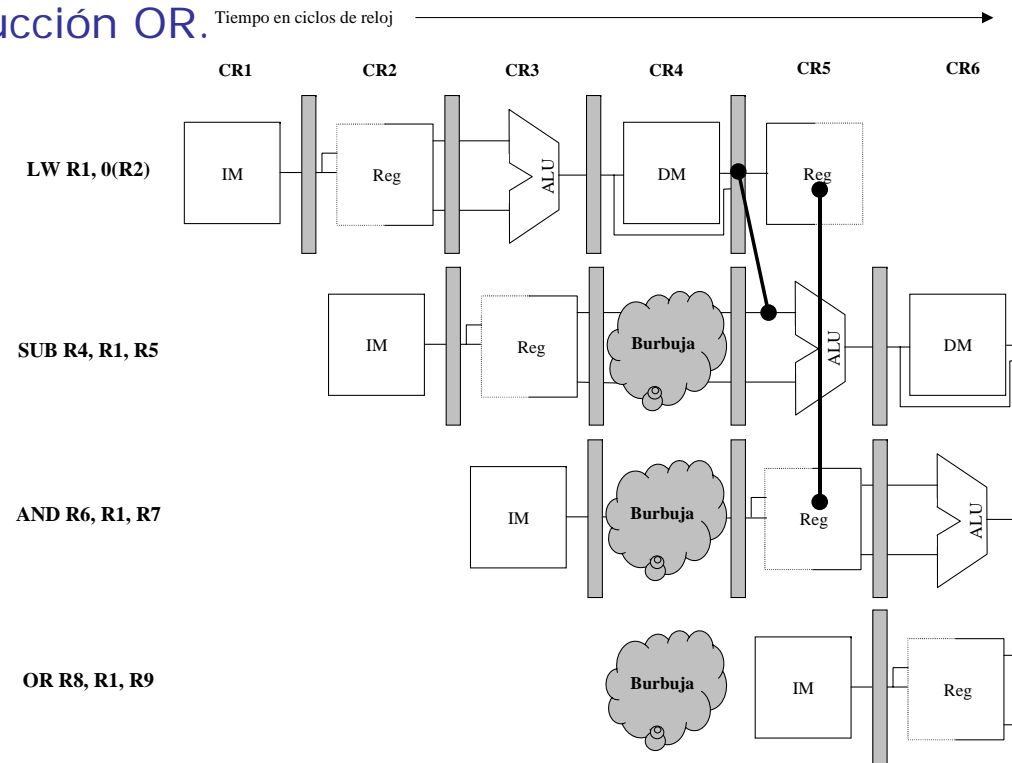 ucción OR.
Tiempo en ciclos de reloj
CR1 CR2 CR3 CR4 CR5 CR6
LW R1, 0(R2) IM Reg ALU DM Reg
SUB R4, R1, R5 IM Reg Burbuja ALU DM
AND R6, R1, R7 IM Burbuja Reg ALU
OR R8, R1, R9 Burbuja IM Reg